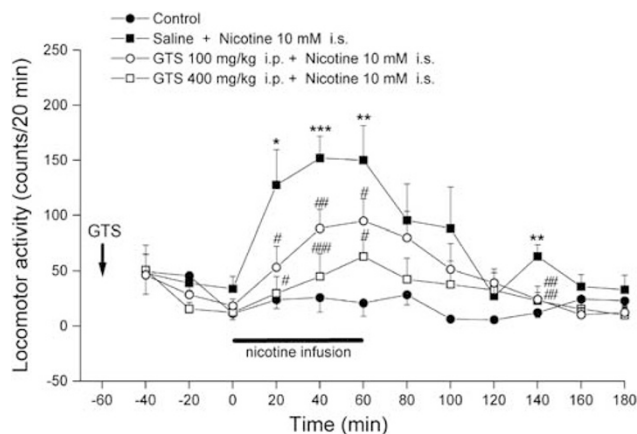 Control
Saline + Nicotine 10 mM i.s.
GTS 100 mg/kg i.p. + Nicotine 10 mM i.s.
GTS 400 mg/kg i.p. + Nicotine 10 mM i.s.
Locomotor activity (counts/20 min)
250
200
150
100
50
0
-50
GTS
* *** **
## #
# ### #
#
**
##
##
nicotine infusion
-60 -40 -20 0 20 40 60 80 100 120 140 160 180
Time (min)